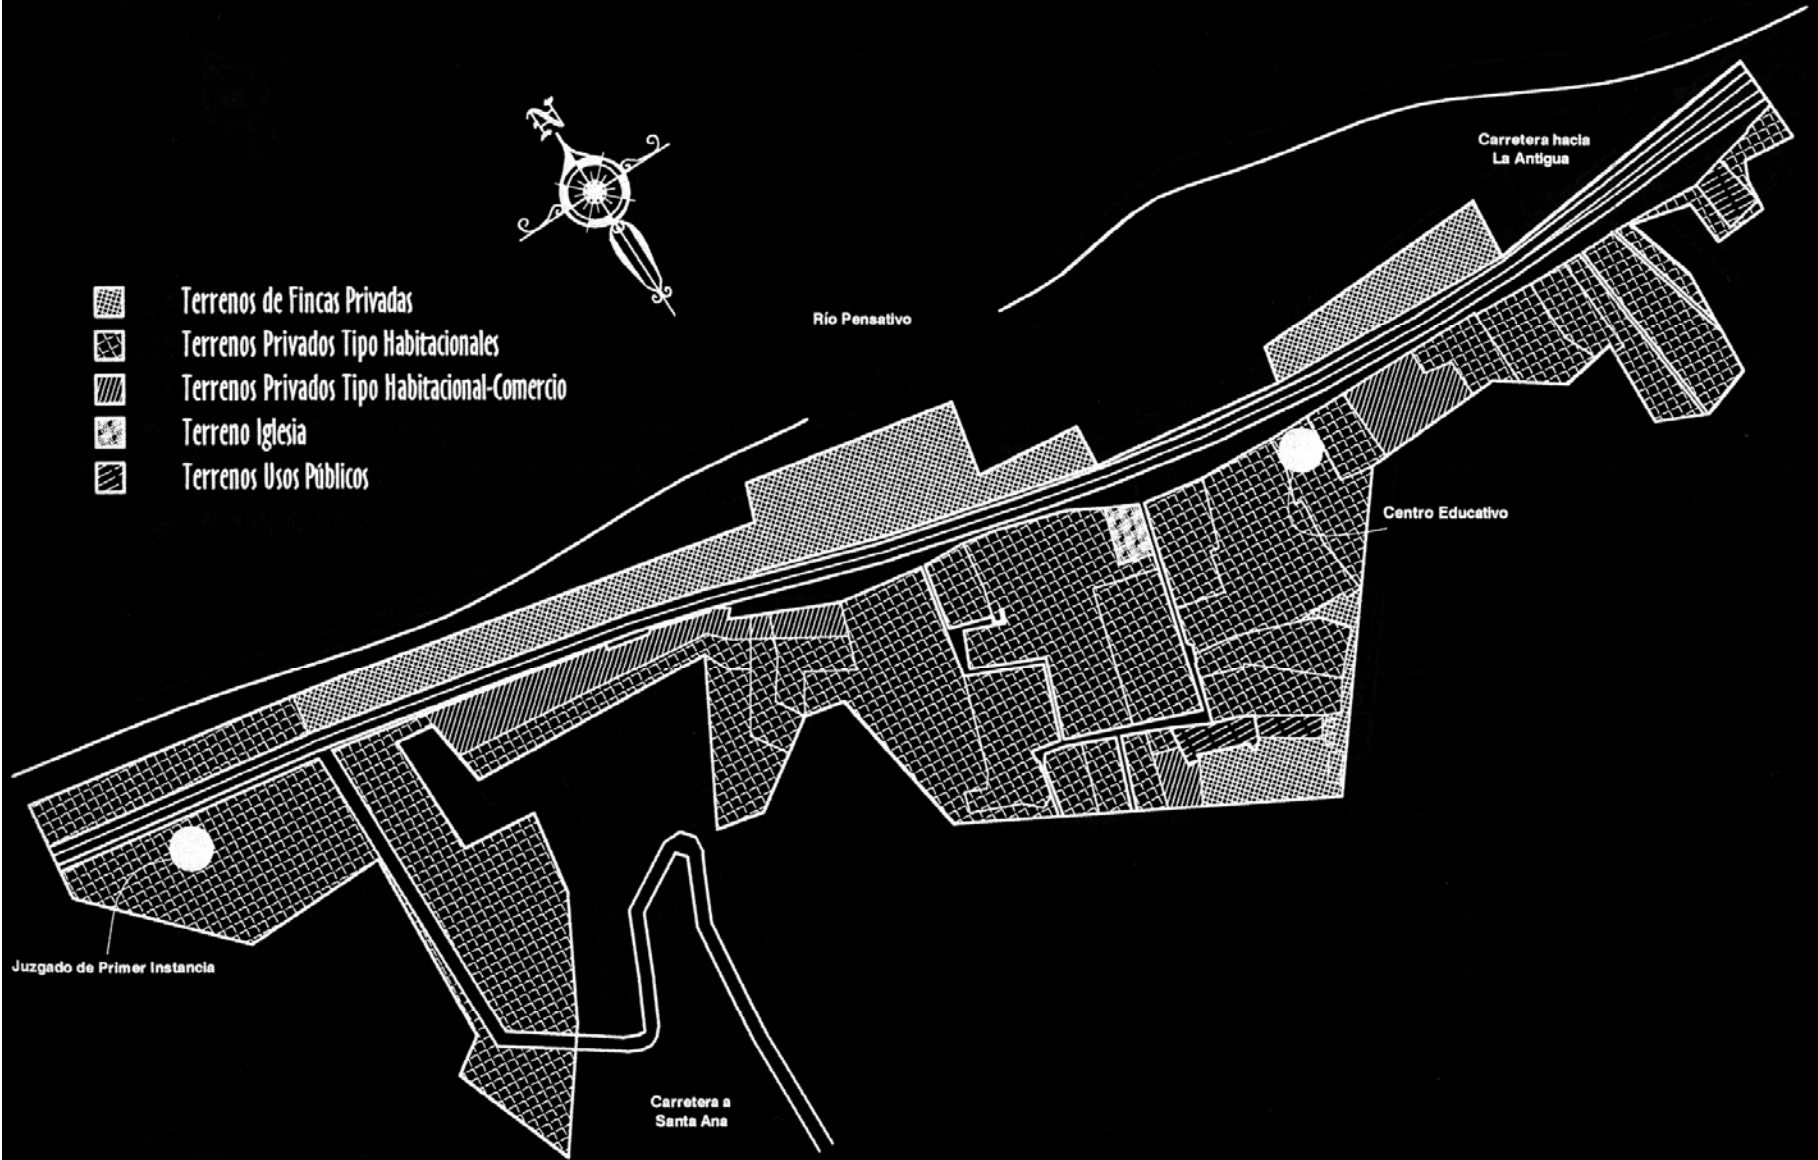 N
Carretera hacia
La Antigua
Terrenos de Fincas Privadas
Río Pensativo
Terrenos Privados Tipo Habitacionales
Terrenos Privados Tipo Habitacional-Comercio
Terreno Iglesia
Terrenos Usos Públicos
Centro Educativo
Juzgado de Primer Instancia
Carretera a
Santa Ana